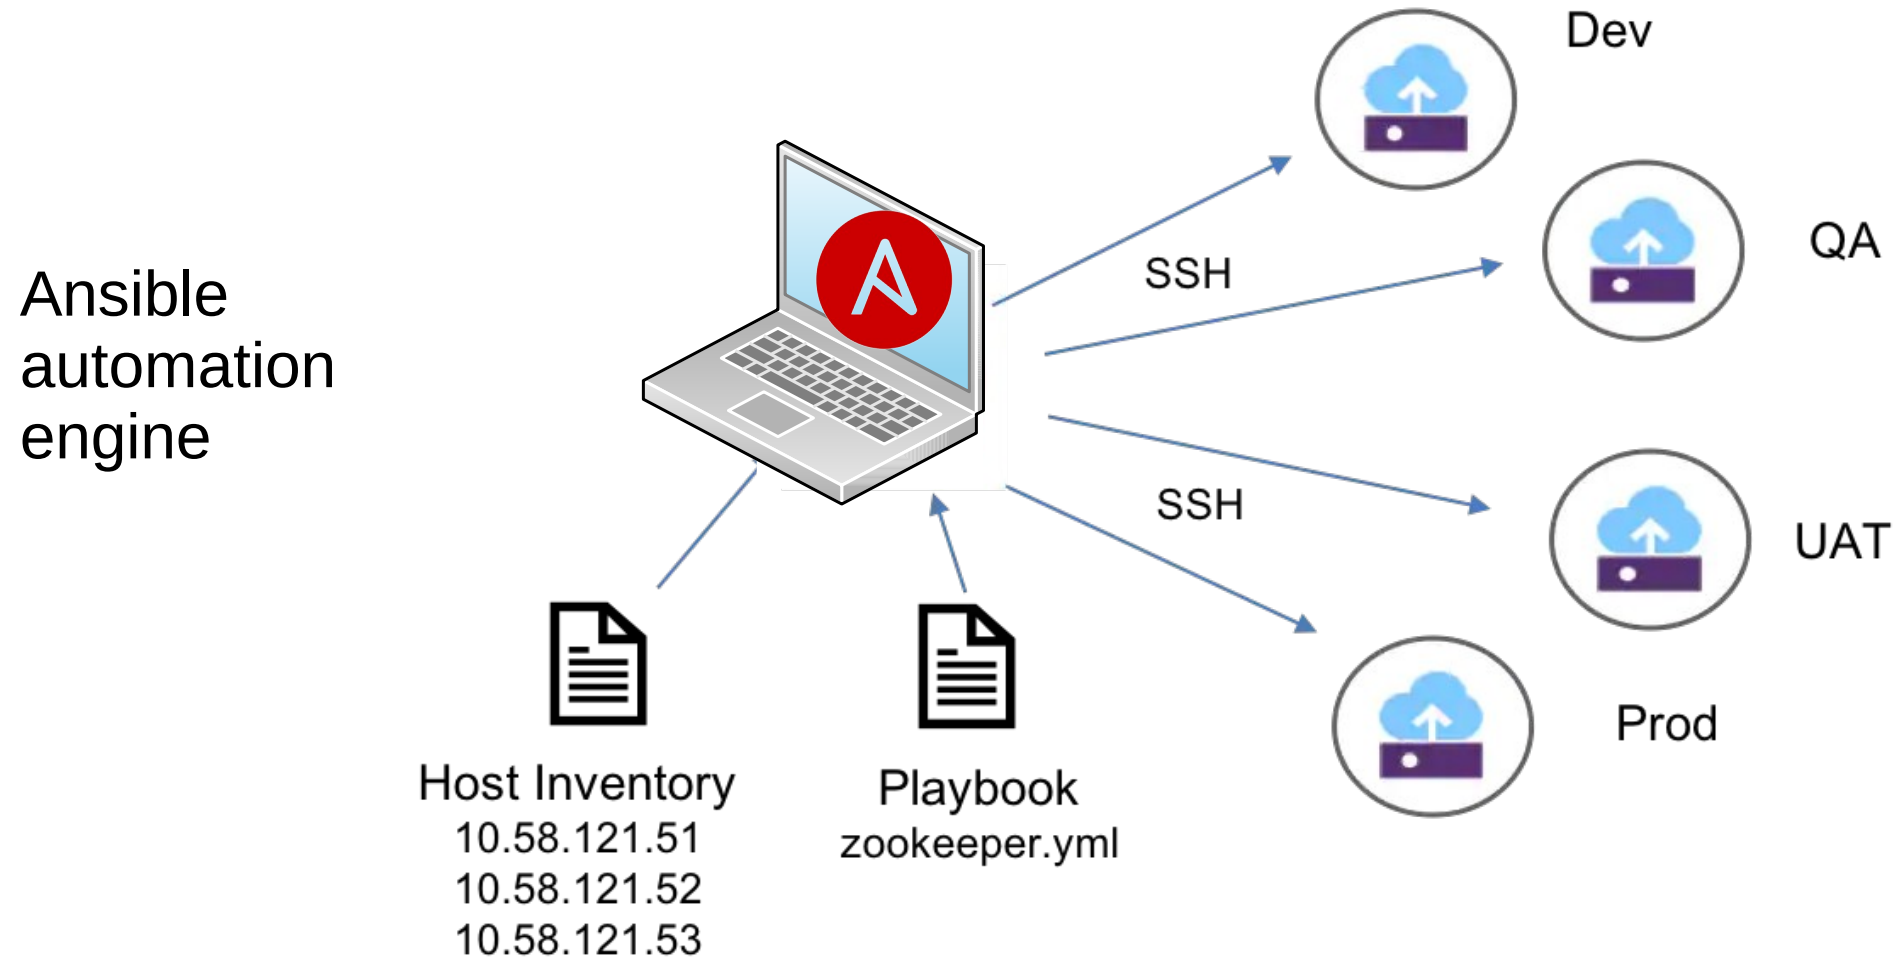 Ansible
automation
engine
Dev
QA
SSH
SSH
UAT
Prod
Host Inventory
10.58.121.51
10.58.121.52
10.58.121.53
Playbook
zookeeper.yml